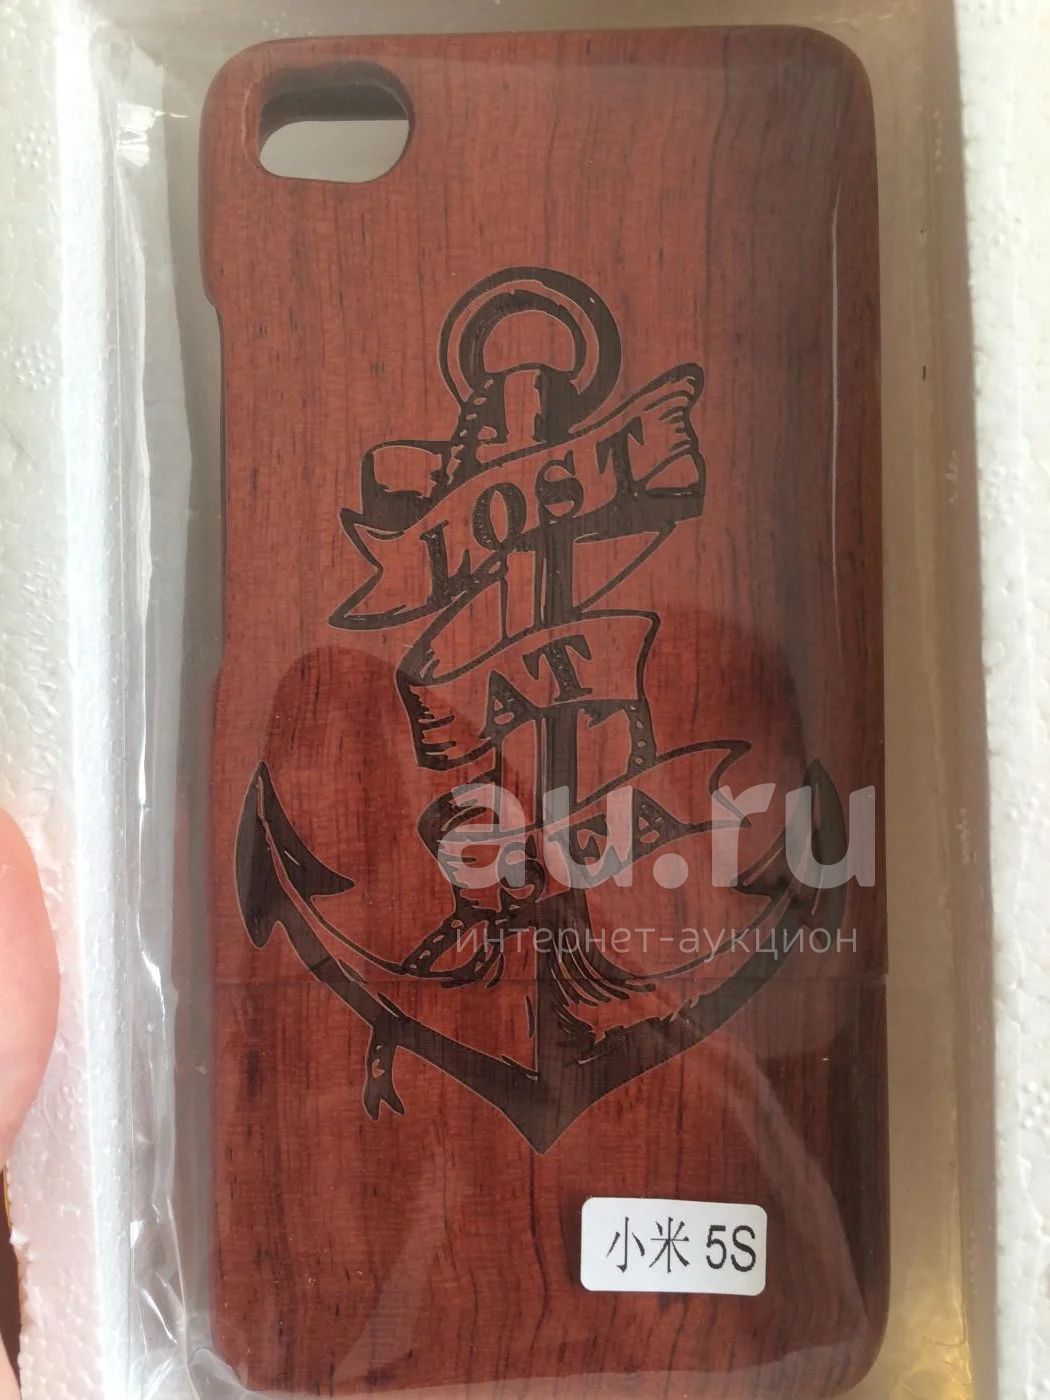 LOST
AT
SEA
au.ru
интернет-аукцион
小米 5S